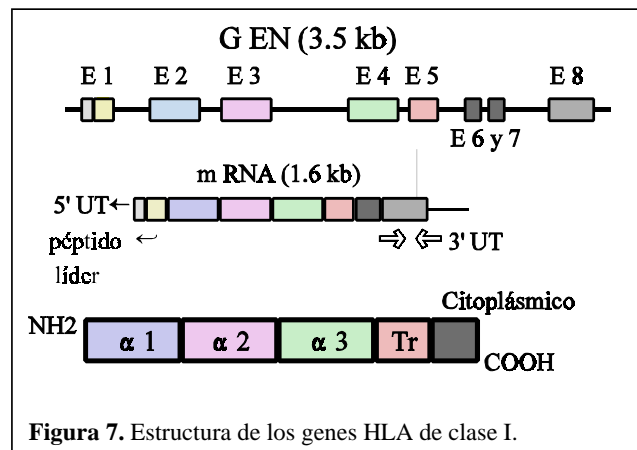 G EN (3.5 kb)
E 1 E 2 E 3 E 4 E 5 E 8
E 6 y 7
m RNA (1.6 kb)
5' UT←
péptido ←
líder
⇨ ⇦ 3' UT
Citoplásmico
NH2 α 1 α 2 α 3 Tr
COOH
Figura 7. Estructura de los genes HLA de clase I.